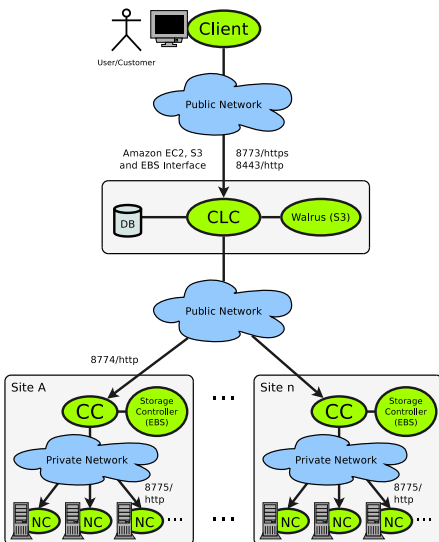 Client
User/Customer
Public Network
Amazon EC2, S3
and EBS Interface
8773/https
8443/http
DB
CLC
Walrus (S3)
Public Network
8774/http
Site A
CC
Storage
Controller
(EBS)
Private Network
8775/
http
NC
NC
NC
...
...
...
Site n
CC
Storage
Controller
(EBS)
Private Network
8775/
http
NC
NC
NC
...